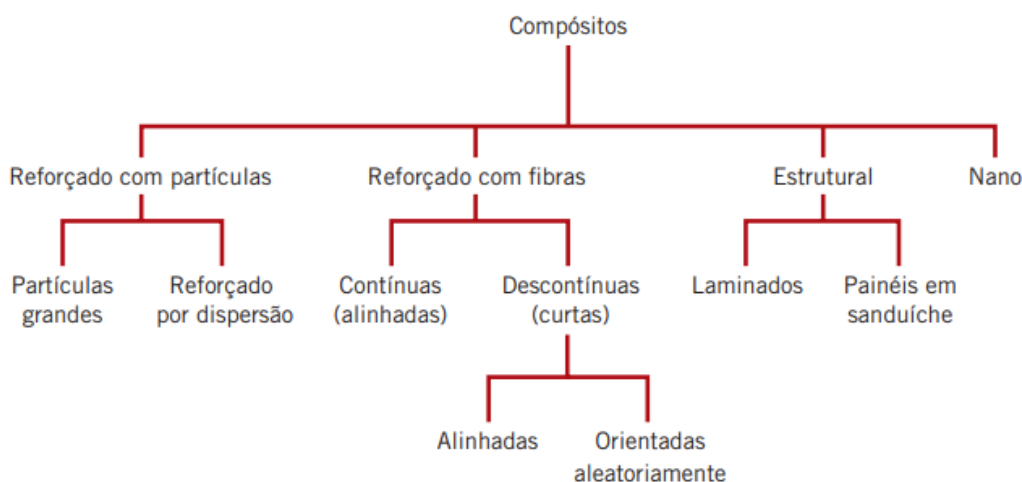 Compósitos
Reforçado com partículas
Reforçado com fibras
Estrutural
Nano
Partículas
grandes
Reforçado
por dispersão
Contínuas
(alinhadas)
Descontínuas
(curtas)
Laminados
Painéis em
sanduíche
Alinhadas
Orientadas
aleatoriamente